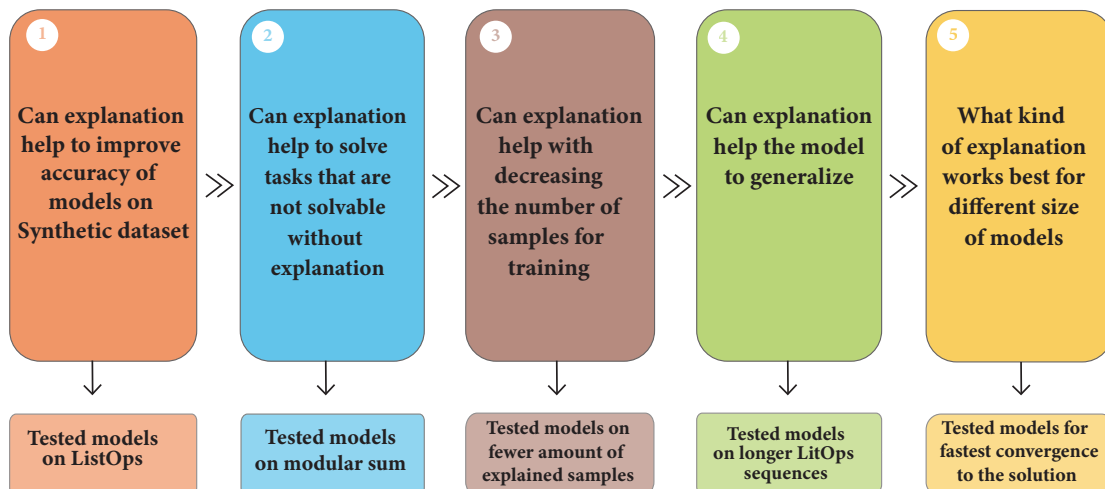 1
Can explanation
help to improve
accuracy of
models on
Synthetic dataset
2
Can explanation
help to solve
tasks that are
not solvable
without
explanation
3
Can explanation
help with
decreasing
the number of
samples for
training
4
Can explanation
help the model
to generalize
5
What kind
of explanation
works best for
different size
of models
Tested models
on ListOps
Tested models
on modular sum
Tested models on
fewer amount of
explained samples
Tested models
on longer LitOps
sequences
Tested models for
fastest convergence
to the solution